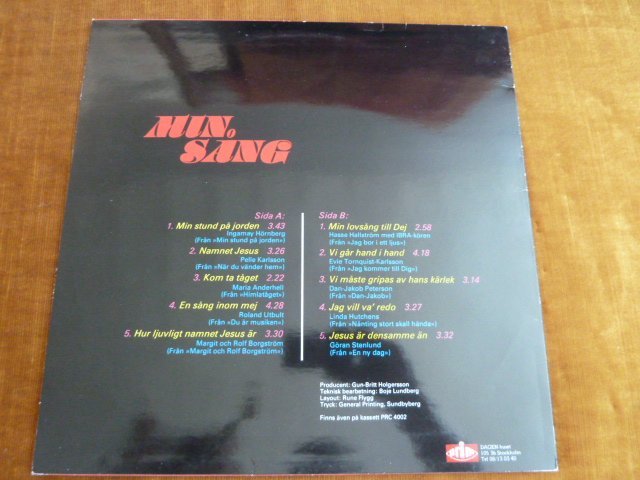 MIN.
SANG
Sida A:
1. Min stund på jorden 3.43
Ingamay Hörnberg
(Från »Min stund på jorden»)
2. Namnet Jesus 3.26
Pelle Karlsson
(Från »När du vänder hem»)
3. Kom ta tåget 2.22
Maria Anderhell
(Från »Himlatåget»)
4. En sång inom mej 4.28
Roland Utbult
(Från »Du är musiken»)
5. Hur ljuvligt namnet Jesus är 3.30
Margit och Rolf Borgström
(Från »Margit och Rolf Borgström»)
Sida B:
1. Min lovsång till Dej 2.58
Hasse Hallström med IBRA-kören
(Från »Jag bor i ett ljus»)
2. Vi går hand i hand 4.18
Evie Tornquist-Karlsson
(Från »Jag kommer till Dig»)
3. Vi måste gripas av hans kärlek 3.14
Dan-Jakob Peterson
(Från »Dan-Jakob»)
4. Jag vill va' redo 3.27
Linda Hutchens
(Från »Nånting stort skall hända»)
5. Jesus är densamme än 3.32
Göran Stenlund
(Från »En ny dag»)
Producent: Gun-Britt Holgersson
Teknisk bearbetning: Boje Lundberg
Layout: Rune Flygg
Tryck: General Printing, Sundbyberg
Finns även på kassett PRC 4002
prim
DAGEN-huset
105 36 Stockholm